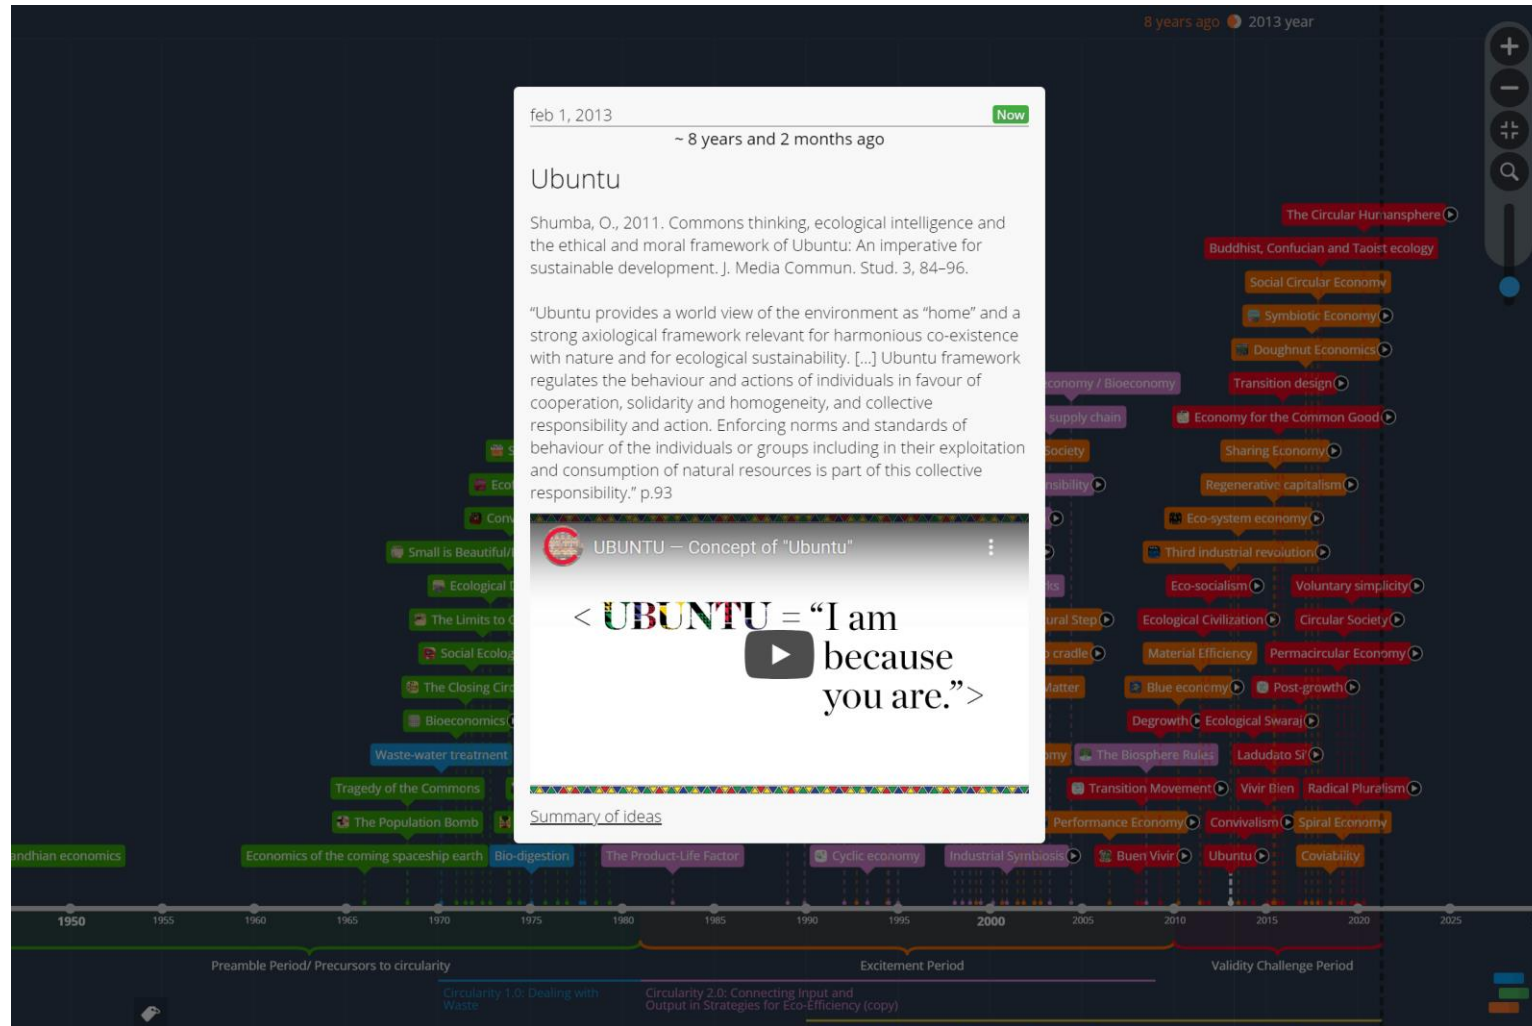 8 years ago 2013 year
feb 1, 2013 Now
~ 8 years and 2 months ago
Ubuntu
Shumba, O., 2011. Commons thinking, ecological intelligence and
the ethical and moral framework of Ubuntu: An imperative for
sustainable development. J. Media Commun. Stud. 3, 84–96.
“Ubuntu provides a world view of the environment as “home” and a
strong axiological framework relevant for harmonious co-existence
with nature and for ecological sustainability. [...] Ubuntu framework
regulates the behaviour and actions of individuals in favour of
cooperation, solidarity and homogeneity, and collective
responsibility and action. Enforcing norms and standards of
behaviour of the individuals or groups including in their exploitation
and consumption of natural resources is part of this collective
responsibility.” p.93
UBUNTU — Concept of "Ubuntu"
< UBUNTU = “I am
because
you are.”>
Summary of ideas
The Circular Humansphere
Buddhist, Confucian and Taoist ecology
Social Circular Economy
Symbiotic Economy
Doughnut Economics
economy / Bioeconomy Transition design
supply chain Economy for the Common Good
Society Sharing Economy
Regenerative capitalism
Eco-system economy
Small is Beautiful/ Third industrial revolution
Ecological Eco-socialism Voluntary simplicity
The Limits to Step Ecological Civilization Circular Society
Social Ecolog cradle Material Efficiency Permacircular Economy
The Closing Circ Matter Blue economy Post-growth
Bioeconomics Degrowth Ecological Swaraj
Waste-water treatment The Biosphere Rules Ladudato Si'
Tragedy of the Commons Transition Movement Vivir Bien Radical Pluralism
The Population Bomb Performance Economy Convivalism Spiral Economy
andhian economics Economics of the coming spaceship earth Bio-digestion The Product-Life Factor Cyclic economy Industrial Symbiosis Buen Vivir Ubuntu Coviability
1950 1955 1960 1965 1970 1975 1980 1985 1990 1995 2000 2005 2010 2015 2020 2025
Preamble Period/ Precursors to circularity Excitement Period Validity Challenge Period
Circularity 1.0: Dealing with
Waste
Circularity 2.0: Connecting Input and
Output in Strategies for Eco-Efficiency (copy)